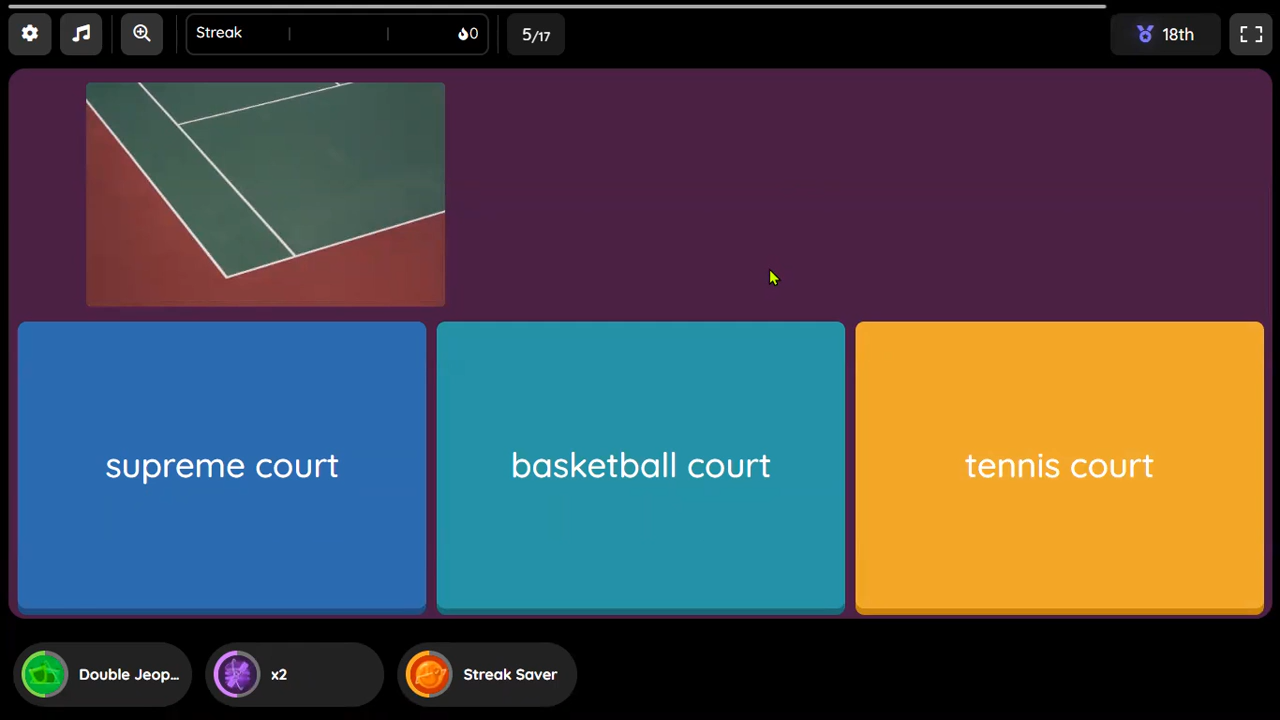 Streak 0 5/17 18th
supreme court basketball court tennis court
Double Jeop... x2 Streak Saver